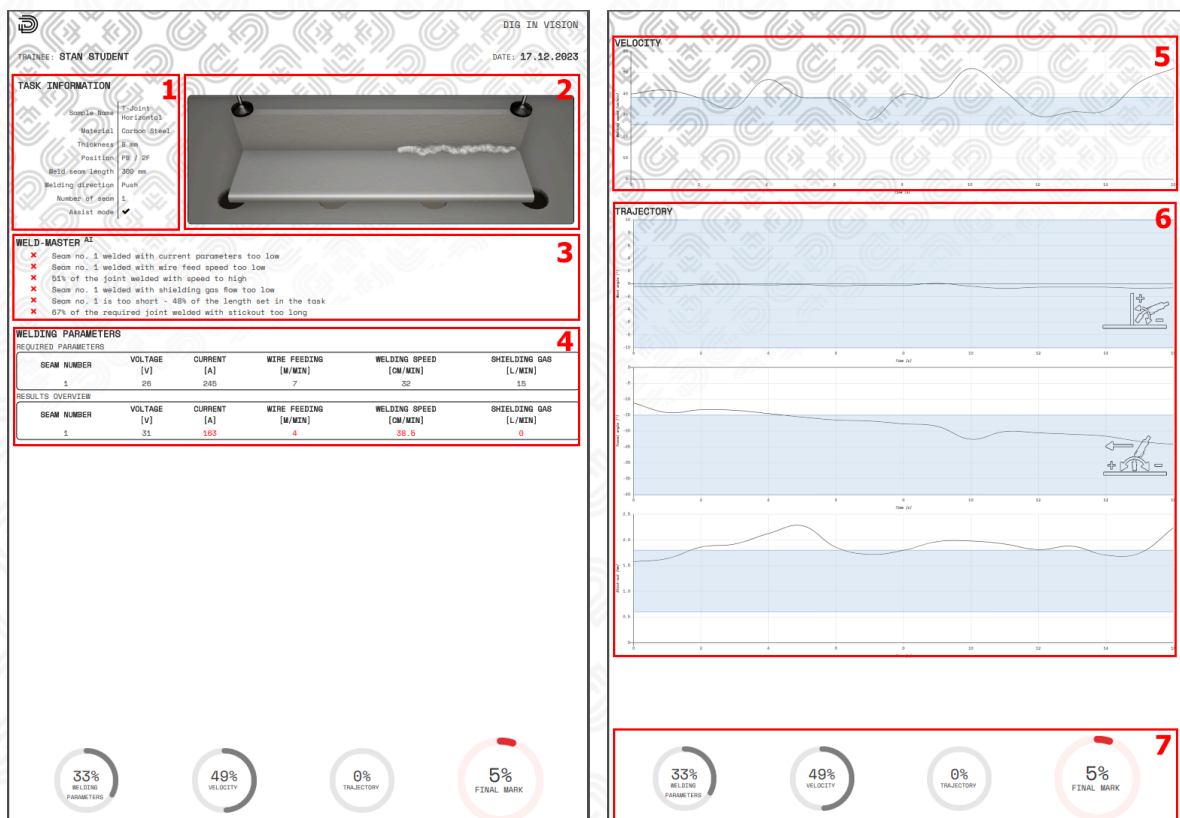 DIG IN VISION
TRAINEE: STAN STUDENT
DATE: 17.12.2023
TASK INFORMATION
1
Sample Name T-Joint Horizontal
Material Carbon Steel
Thickness 8 mm
Position PB / 2F
Weld seam length 300 mm
Welding direction Push
Number of seam 1
Assist mode ✔
2
WELD-MASTER AI
3
× Seam no. 1 welded with current parameters too low
× Seam no. 1 welded with wire feed speed too low
× 51% of the joint welded with speed to high
× Seam no. 1 welded with shielding gas flow too low
× Seam no. 1 is too short - 48% of the length set in the task
× 67% of the required joint welded with stickout too long
WELDING PARAMETERS
4
REQUIRED PARAMETERS
SEAM NUMBER VOLTAGE [V] CURRENT [A] WIRE FEEDING [M/MIN] WELDING SPEED [CM/MIN] SHIELDING GAS [L/MIN]
1 26 245 7 32 15
RESULTS OVERVIEW
SEAM NUMBER VOLTAGE [V] CURRENT [A] WIRE FEEDING [M/MIN] WELDING SPEED [CM/MIN] SHIELDING GAS [L/MIN]
1 31 163 4 38.5 0
33% WELDING PARAMETERS
49% VELOCITY
0% TRAJECTORY
5% FINAL MARK
VELOCITY
5
Time [s]
TRAJECTORY
6
Time [s]
Time [s]
7
33% WELDING PARAMETERS
49% VELOCITY
0% TRAJECTORY
5% FINAL MARK